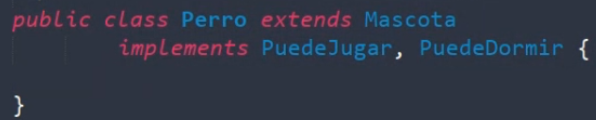 public class Perro extends Mascota
implements PuedeJugar, PuedeDormir {
}